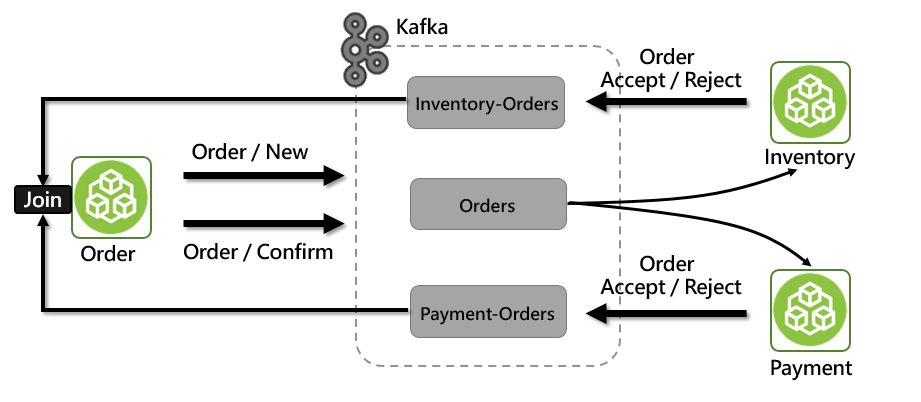 Kafka
Order
Accept / Reject
Inventory-Orders
Inventory
Order / New
Join
Orders
Order
Order / Confirm
Order
Accept / Reject
Payment-Orders
Payment